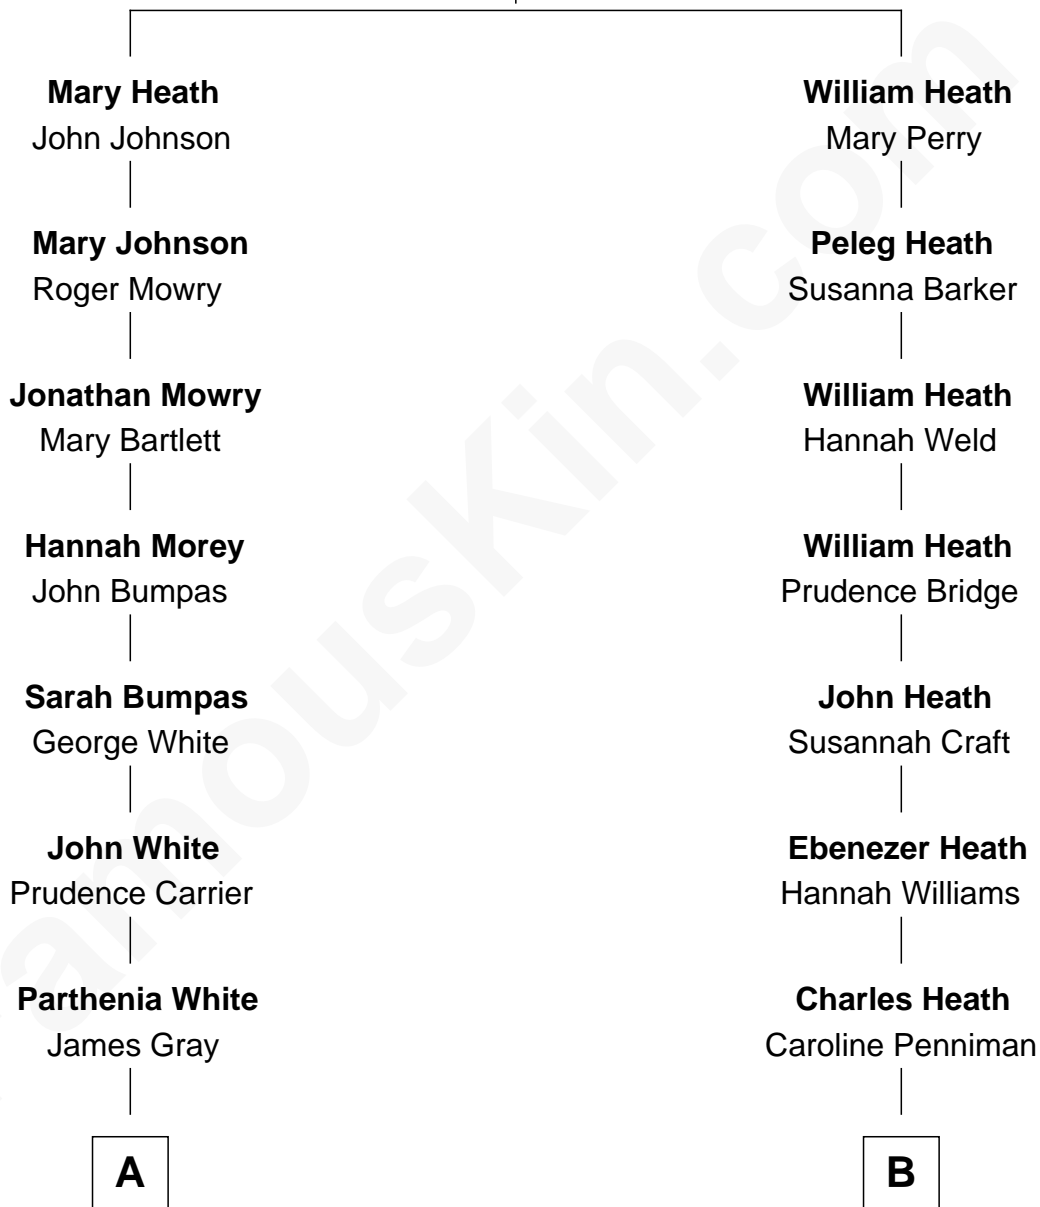 Mary Heath
John Johnson
Mary Johnson
Roger Mowry
Jonathan Mowry
Mary Bartlett
Hannah Morey
John Bumpas
Sarah Bumpas
George White
John White
Prudence Carrier
Parthenia White
James Gray
A
William Heath
Mary Perry
Peleg Heath
Susanna Barker
William Heath
Hannah Weld
William Heath
Prudence Bridge
John Heath
Susannah Craft
Ebenezer Heath
Hannah Williams
Charles Heath
Caroline Penniman
B
amousKin.com